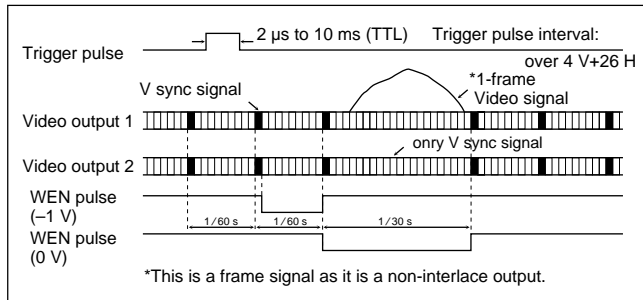 2 μs to 10 ms (TTL) Trigger pulse interval:
Trigger pulse
over 4 V+26 H
*1-frame
V sync signal
Video signal
Video output 1
onry V sync signal
Video output 2
WEN pulse
(–1 V)
1/60 s 1/60 s 1/30 s
WEN pulse
(0 V)
*This is a frame signal as it is a non-interlace output.